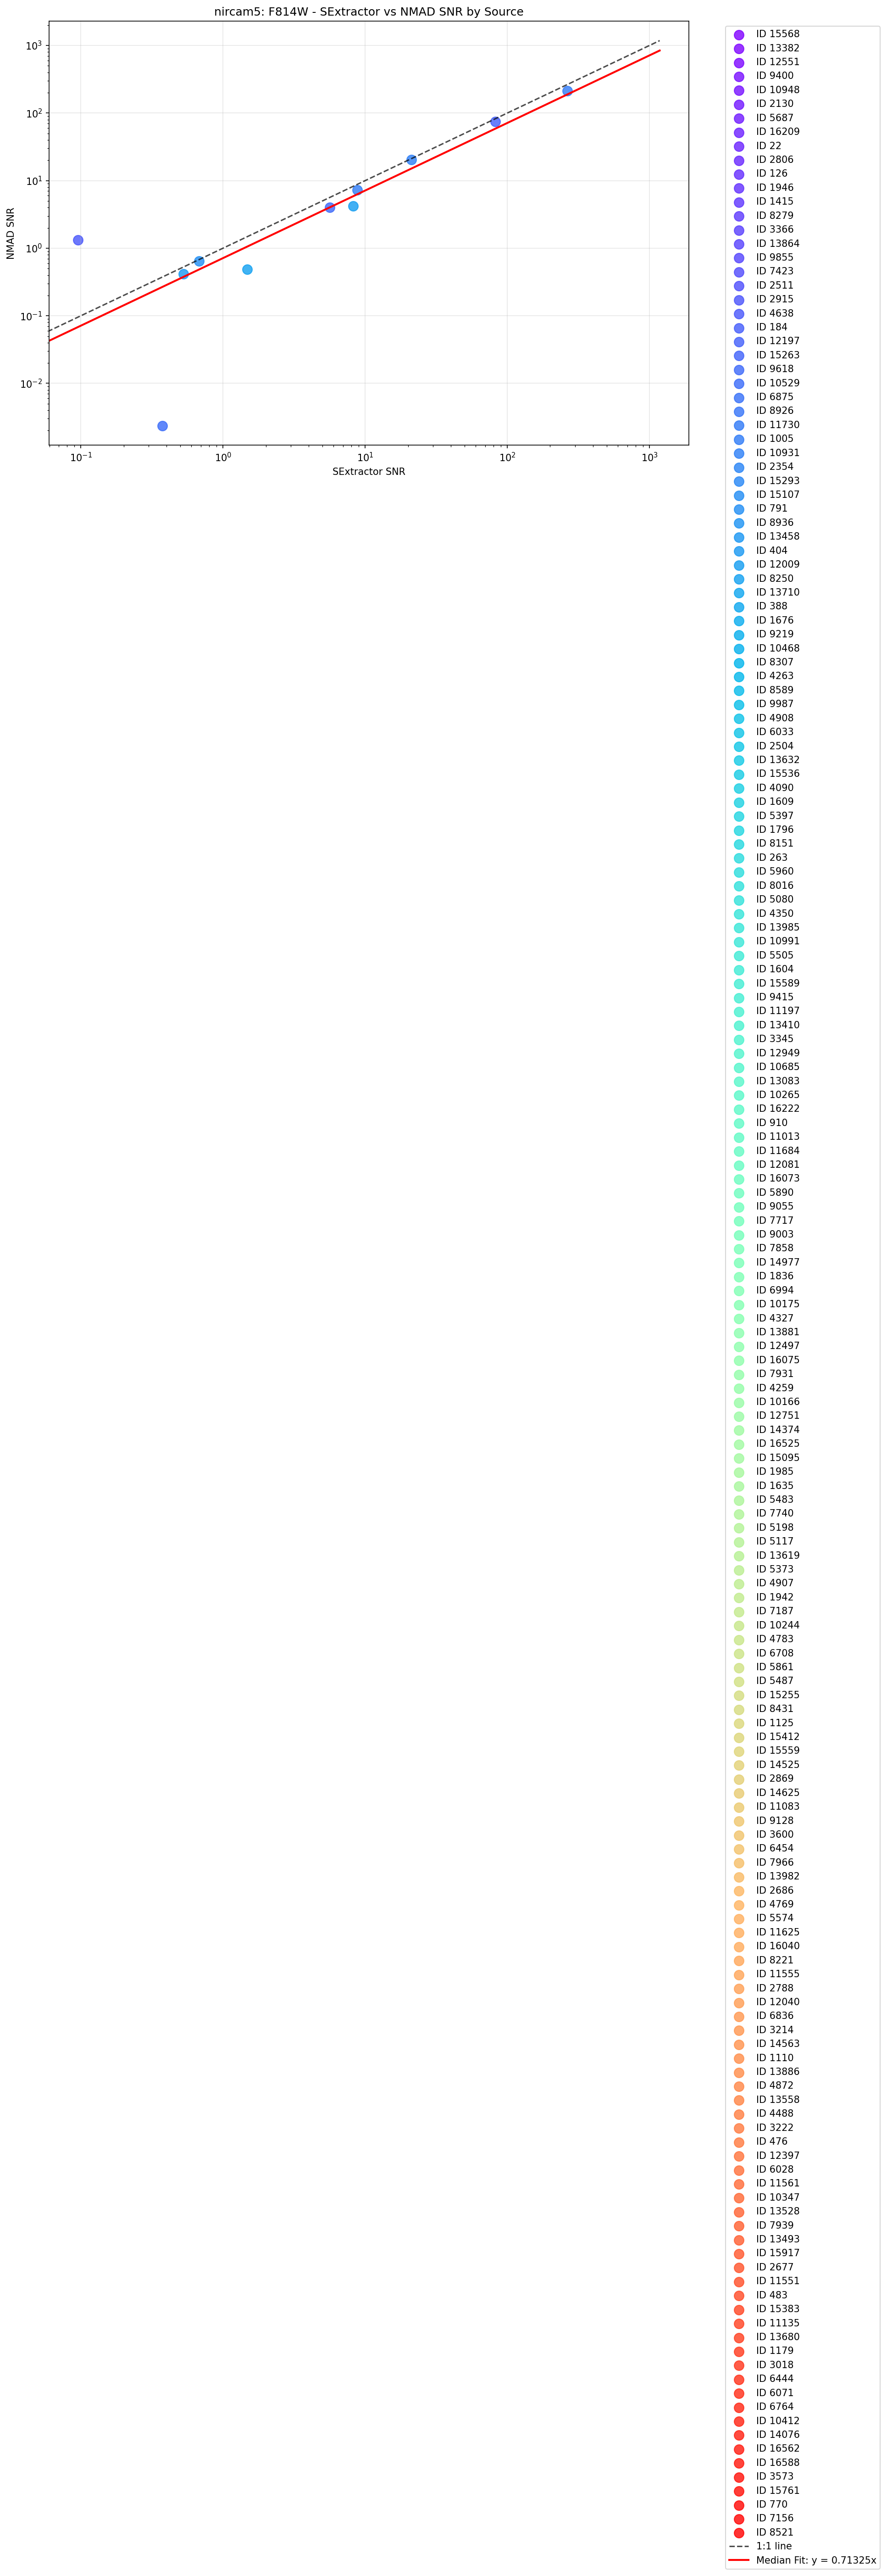 nircam5: F814W - SExtractor vs NMAD SNR by Source
NMAD SNR
10³
10²
10¹
10⁰
10⁻¹
10⁻²
10⁻¹
10⁰
10¹
10²
10³
SExtractor SNR
ID 15568
ID 13382
ID 12551
ID 9400
ID 10948
ID 2130
ID 5687
ID 16209
ID 22
ID 2806
ID 126
ID 1946
ID 1415
ID 8279
ID 3366
ID 13864
ID 9855
ID 7423
ID 2511
ID 2915
ID 4638
ID 184
ID 12197
ID 15263
ID 9618
ID 10529
ID 6875
ID 8926
ID 11730
ID 1005
ID 10931
ID 2354
ID 15293
ID 15107
ID 791
ID 8936
ID 13458
ID 404
ID 12009
ID 8250
ID 13710
ID 388
ID 1676
ID 9219
ID 10468
ID 8307
ID 4263
ID 8589
ID 9987
ID 4908
ID 6033
ID 2504
ID 13632
ID 15536
ID 4090
ID 1609
ID 5397
ID 1796
ID 8151
ID 263
ID 5960
ID 8016
ID 5080
ID 4350
ID 13985
ID 10991
ID 5505
ID 1604
ID 15589
ID 9415
ID 11197
ID 13410
ID 3345
ID 12949
ID 10685
ID 13083
ID 10265
ID 16222
ID 910
ID 11013
ID 11684
ID 12081
ID 16073
ID 5890
ID 9055
ID 7717
ID 9003
ID 7858
ID 14977
ID 1836
ID 6994
ID 10175
ID 4327
ID 13881
ID 12497
ID 16075
ID 7931
ID 4259
ID 10166
ID 12751
ID 14374
ID 16525
ID 15095
ID 1985
ID 1635
ID 5483
ID 7740
ID 5198
ID 5117
ID 13619
ID 5373
ID 4907
ID 1942
ID 7187
ID 10244
ID 4783
ID 6708
ID 5861
ID 5487
ID 15255
ID 8431
ID 1125
ID 15412
ID 15559
ID 14525
ID 2869
ID 14625
ID 11083
ID 9128
ID 3600
ID 6454
ID 7966
ID 13982
ID 2686
ID 4769
ID 5574
ID 11625
ID 16040
ID 8221
ID 11555
ID 2788
ID 12040
ID 6836
ID 3214
ID 14563
ID 1110
ID 13886
ID 4872
ID 13558
ID 4488
ID 3222
ID 476
ID 12397
ID 6028
ID 11561
ID 10347
ID 13528
ID 7939
ID 13493
ID 15917
ID 2677
ID 11551
ID 483
ID 15383
ID 11135
ID 13680
ID 1179
ID 3018
ID 6444
ID 6071
ID 6764
ID 10412
ID 14076
ID 16562
ID 16588
ID 3573
ID 15761
ID 770
ID 7156
ID 8521
1:1 line
Median Fit: y = 0.71325x